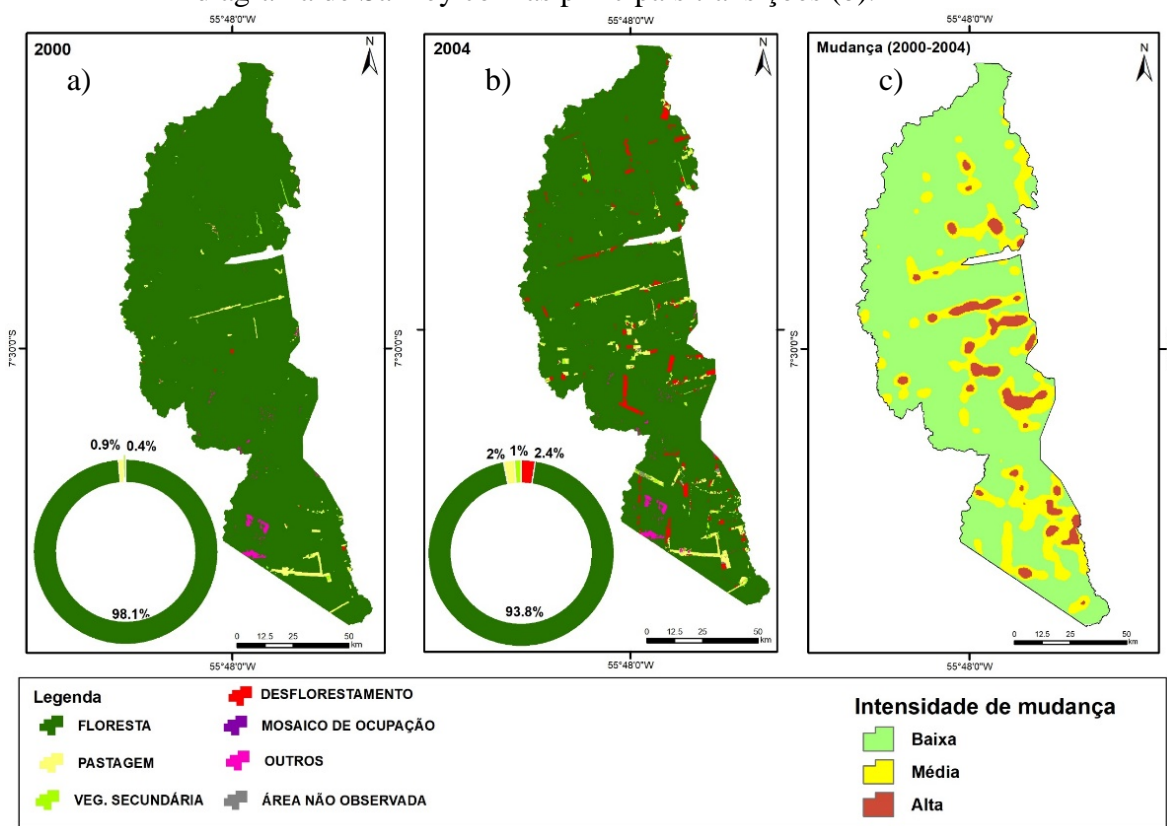 55°48'0"W
55°48'0"W
55°48'0"W
2000
a)
N
2004
b)
N
Mudança (2000-2004)
c)
N
7°30'0"S
7°30'0"S
0.9%
0.4%
98.1%
2%
1%
2.4%
93.8%
0 12.5 25 50
km
0 12.5 25 50
km
0 12.5 25 50
km
55°48'0"W
55°48'0"W
55°48'0"W
Legenda
FLORESTA
PASTAGEM
VEG. SECUNDÁRIA
DESFLORESTAMENTO
MOSAICO DE OCUPAÇÃO
OUTROS
ÁREA NÃO OBSERVADA
Intensidade de mudança
Baixa
Média
Alta